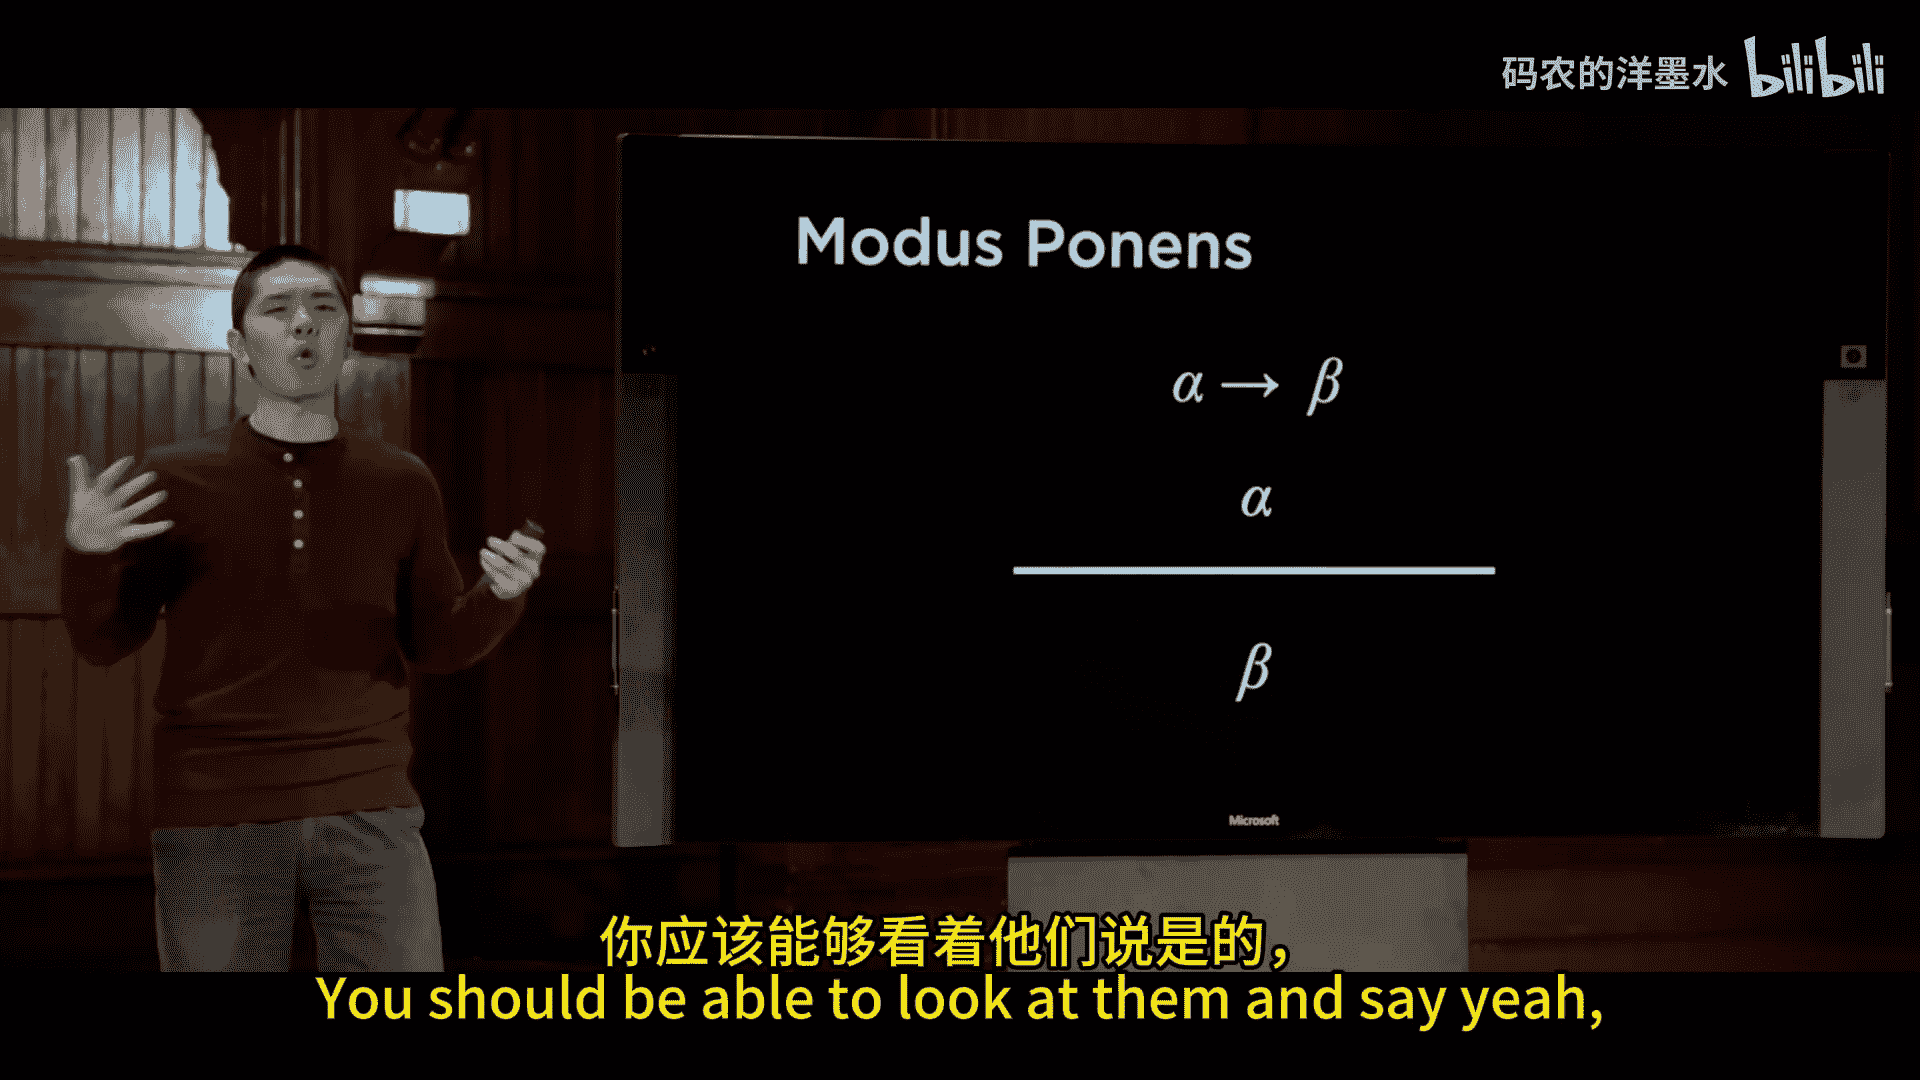 码农的洋墨水 bilibili
Modus Ponens
α → β
α
β
Microsoft
你应该能够看着他们说是的，
You should be able to look at them and say yeah,